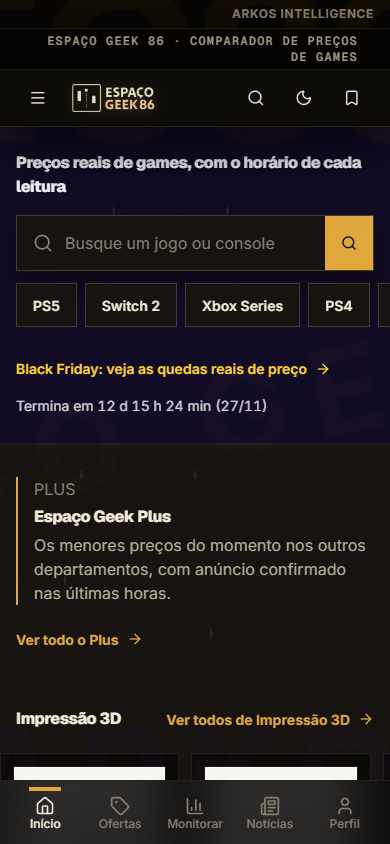 ARKOS INTELLIGENCE
ESPAÇO GEEK 86 · COMPARADOR DE PREÇOS
DE GAMES
ESPAÇO
GEEK86
Preços reais de games, com o horário de cada
leitura
Busque um jogo ou console
PS5
Switch 2
Xbox Series
PS4
Black Friday: veja as quedas reais de preço →
Termina em 12 d 15 h 24 min (27/11)
PLUS
Espaço Geek Plus
Os menores preços do momento nos outros
departamentos, com anúncio confirmado
nas últimas horas.
Ver todo o Plus →
Impressão 3D
Ver todos de Impressão 3D →
Início
Ofertas
Monitorar
Notícias
Perfil